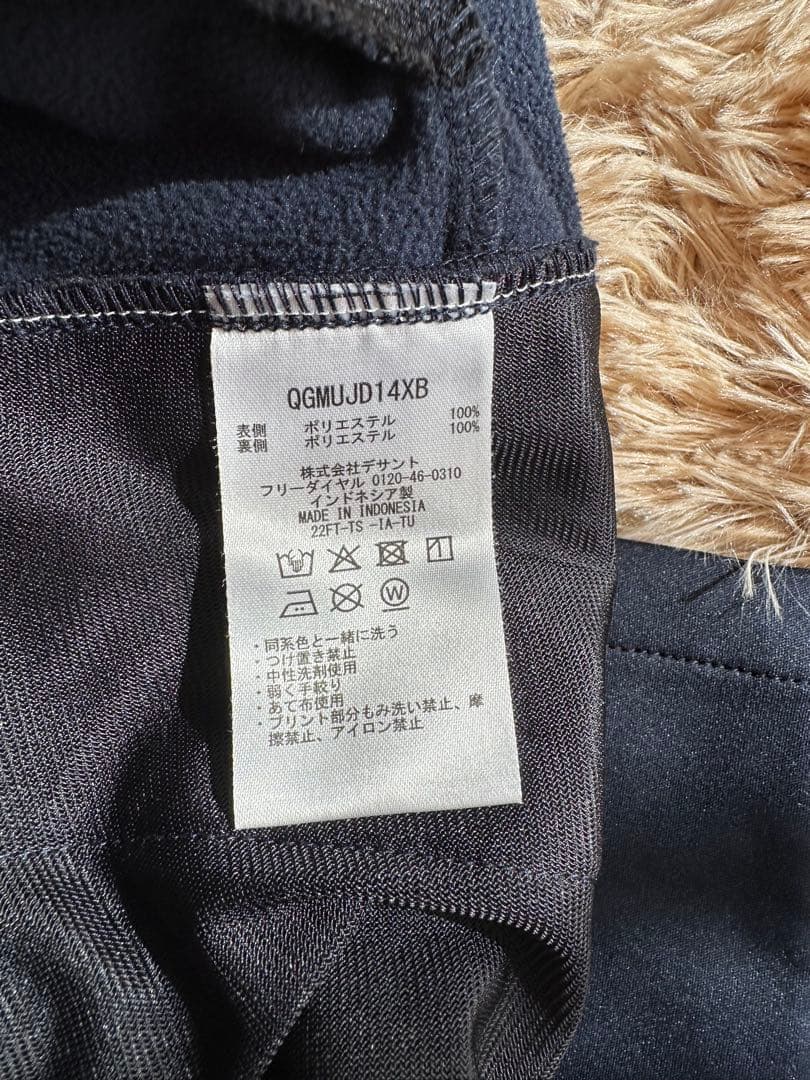 QGMUJD14XB
表側 ポリエステル 100%
裏側 ポリエステル 100%
株式会社デサント
フリーダイヤル 0120-46-0310
インドネシア製
MADE IN INDONESIA
22FT-TS -IA-TU
W
・同系色と一緒に洗う
・つけ置き禁止
・中性洗剤使用
・弱く手絞り
・あて布使用
・プリント部分もみ洗い禁止、摩
擦禁止、アイロン禁止